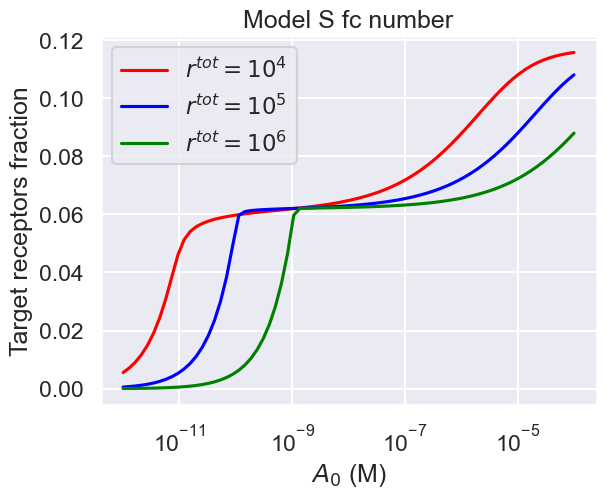 Model S fc number
Target receptors fraction
0.12
0.10
0.08
0.06
0.04
0.02
0.00
r^{tot} = 10^4
r^{tot} = 10^5
r^{tot} = 10^6
10^{-11} 10^{-9} 10^{-7} 10^{-5}
A_0 (M)